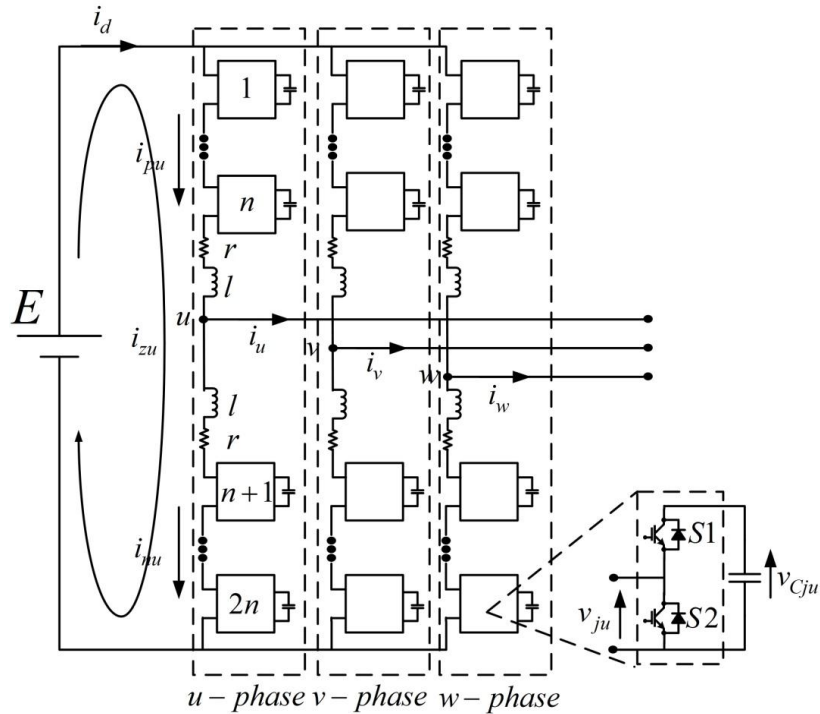 i_d
1
i_pu
n
r
l
E
u
i_u
i_zu
v
i_v
w
i_w
l
r
n+1
S1
i_nu
v_Cju
2n
v_ju
S2
u – phase v – phase w – phase